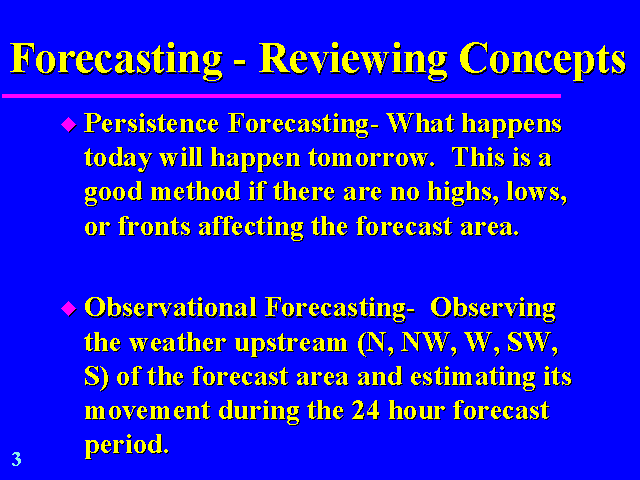 Forecasting - Reviewing Concepts
Persistence Forecasting- What happens
today will happen tomorrow.  This is a
good method if there are no highs, lows,
or fronts affecting the forecast area.
Observational Forecasting-  Observing
the weather upstream (N, NW, W, SW,
S) of the forecast area and estimating its
movement during the 24 hour forecast
period.
3